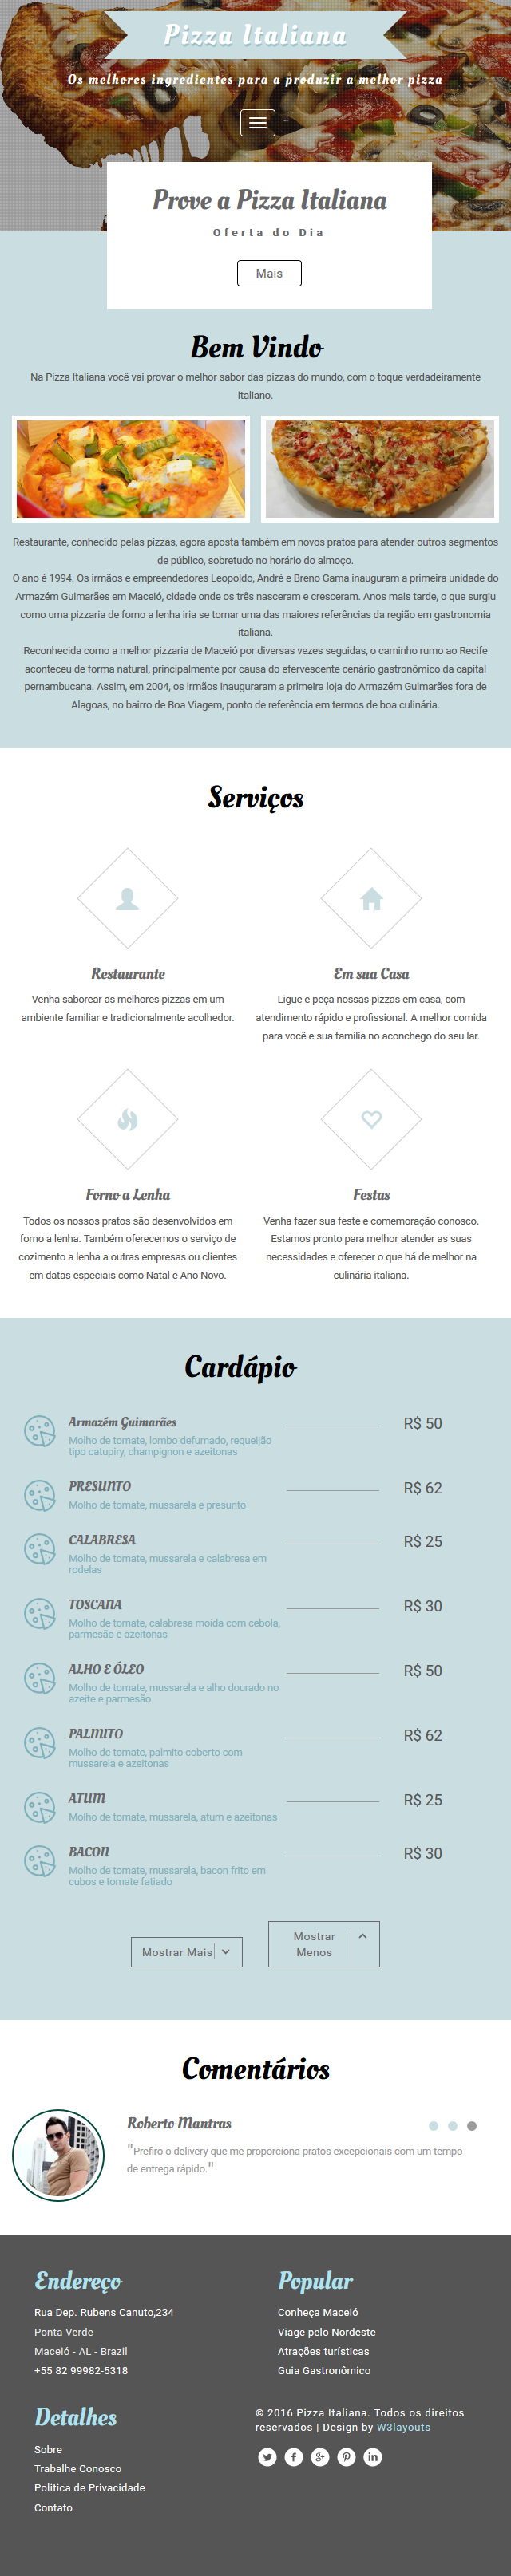 Pizza Italiana
Os melhores ingredientes para a produzir a melhor pizza
Prove a Pizza Italiana
Oferta do Dia
Mais
Bem Vindo
Na Pizza Italiana você vai provar o melhor sabor das pizzas do mundo, com o toque verdadeiramente
italiano.
Restaurante, conhecido pelas pizzas, agora aposta também em novos pratos para atender outros segmentos
de público, sobretudo no horário do almoço.
O ano é 1994. Os irmãos e empreendedores Leopoldo, André e Breno Gama inauguram a primeira unidade do
Armazém Guimarães em Maceió, cidade onde os três nasceram e cresceram. Anos mais tarde, o que surgiu
como uma pizzaria de forno a lenha iria se tornar uma das maiores referências da região em gastronomia
italiana.
Reconhecida como a melhor pizzaria de Maceió por diversas vezes seguidas, o caminho rumo ao Recife
aconteceu de forma natural, principalmente por causa do efervescente cenário gastronômico da capital
pernambucana. Assim, em 2004, os irmãos inauguraram a primeira loja do Armazém Guimarães fora de
Alagoas, no bairro de Boa Viagem, ponto de referência em termos de boa culinária.
Serviços
Restaurante
Venha saborear as melhores pizzas em um
ambiente familiar e tradicionalmente acolhedor.
Em sua Casa
Ligue e peça nossas pizzas em casa, com
atendimento rápido e profissional. A melhor comida
para você e sua família no aconchego do seu lar.
Forno a Lenha
Todos os nossos pratos são desenvolvidos em
forno a lenha. Também oferecemos o serviço de
cozimento a lenha a outras empresas ou clientes
em datas especiais como Natal e Ano Novo.
Festas
Venha fazer sua feste e comemoração conosco.
Estamos pronto para melhor atender as suas
necessidades e oferecer o que há de melhor na
culinária italiana.
Cardápio
Armazém Guimarães R$ 50
Molho de tomate, lombo defumado, requeijão
tipo catupiry, champignon e azeitonas
PRESUNTO R$ 62
Molho de tomate, mussarela e presunto
CALABRESA R$ 25
Molho de tomate, mussarela e calabresa em
rodelas
TOSCANA R$ 30
Molho de tomate, calabresa moída com cebola,
parmesão e azeitonas
ALHO E ÓLEO R$ 50
Molho de tomate, mussarela e alho dourado no
azeite e parmesão
PALMITO R$ 62
Molho de tomate, palmito coberto com
mussarela e azeitonas
ATUM R$ 25
Molho de tomate, mussarela, atum e azeitonas
BACON R$ 30
Molho de tomate, mussarela, bacon frito em
cubos e tomate fatiado
Mostrar Mais
Mostrar
Menos
Comentários
Roberto Mantras
"Prefiro o delivery que me proporciona pratos excepcionais com um tempo
de entrega rápido."
Endereço
Rua Dep. Rubens Canuto,234
Ponta Verde
Maceió - AL - Brazil
+55 82 99982-5318
Popular
Conheça Maceió
Viage pelo Nordeste
Atrações turísticas
Guia Gastronômico
Detalhes
Sobre
Trabalhe Conosco
Politica de Privacidade
Contato
© 2016 Pizza Italiana. Todos os direitos
reservados | Design by W3layouts